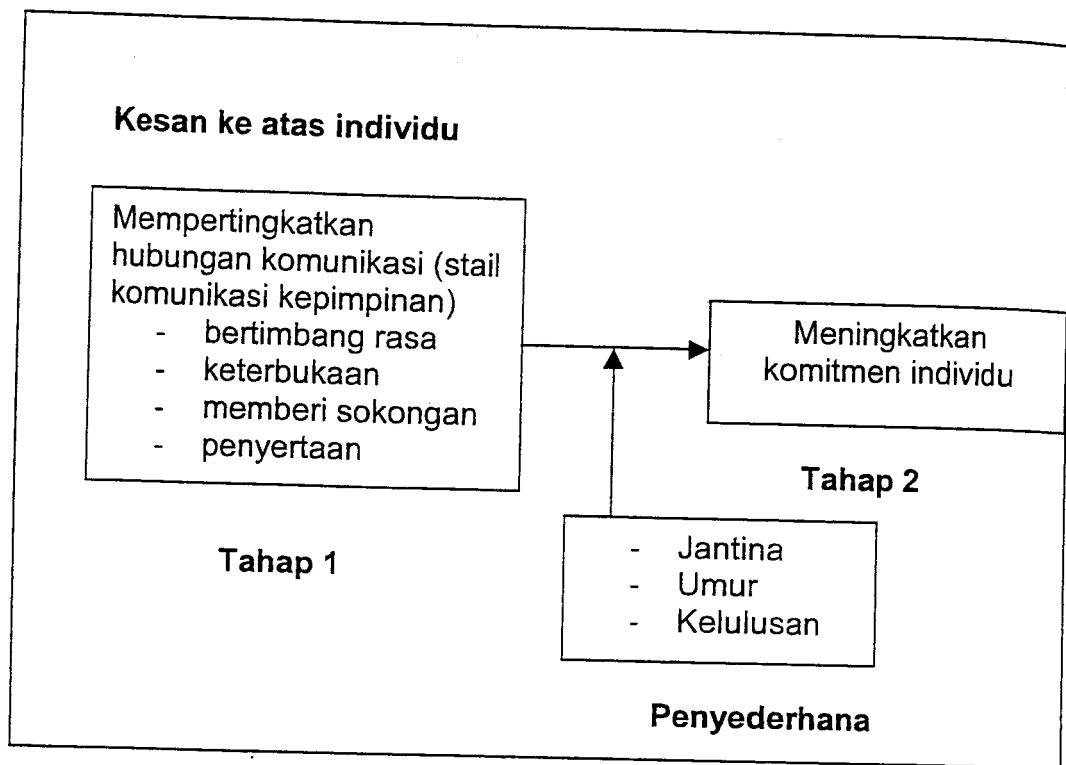 Kesan ke atas individu
Mempertingkatkan
hubungan komunikasi (stail
komunikasi kepimpinan)
- bertimbang rasa
- keterbukaan
- memberi sokongan
- penyertaan
Tahap 1
Meningkatkan
komitmen individu
Tahap 2
- Jantina
- Umur
- Kelulusan
Penyederhana